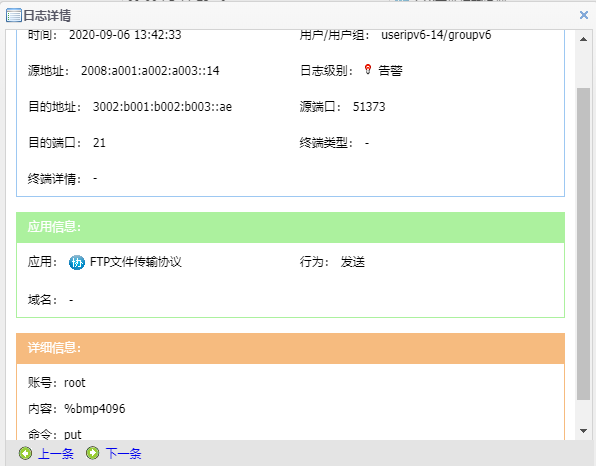 日志详情
时间： 2020-09-06 13:42:33 用户/用户组： useripv6-14/groupv6
源地址： 2008:a001:a002:a003::14 日志级别： 告警
目的地址： 3002:b001:b002:b003::ae 源端口： 51373
目的端口： 21 终端类型： -
终端详情： -
应用信息：
应用： 协 FTP文件传输协议 行为： 发送
域名： -
详细信息：
账号：root
内容：%bmp4096
命令：put
上一条 下一条